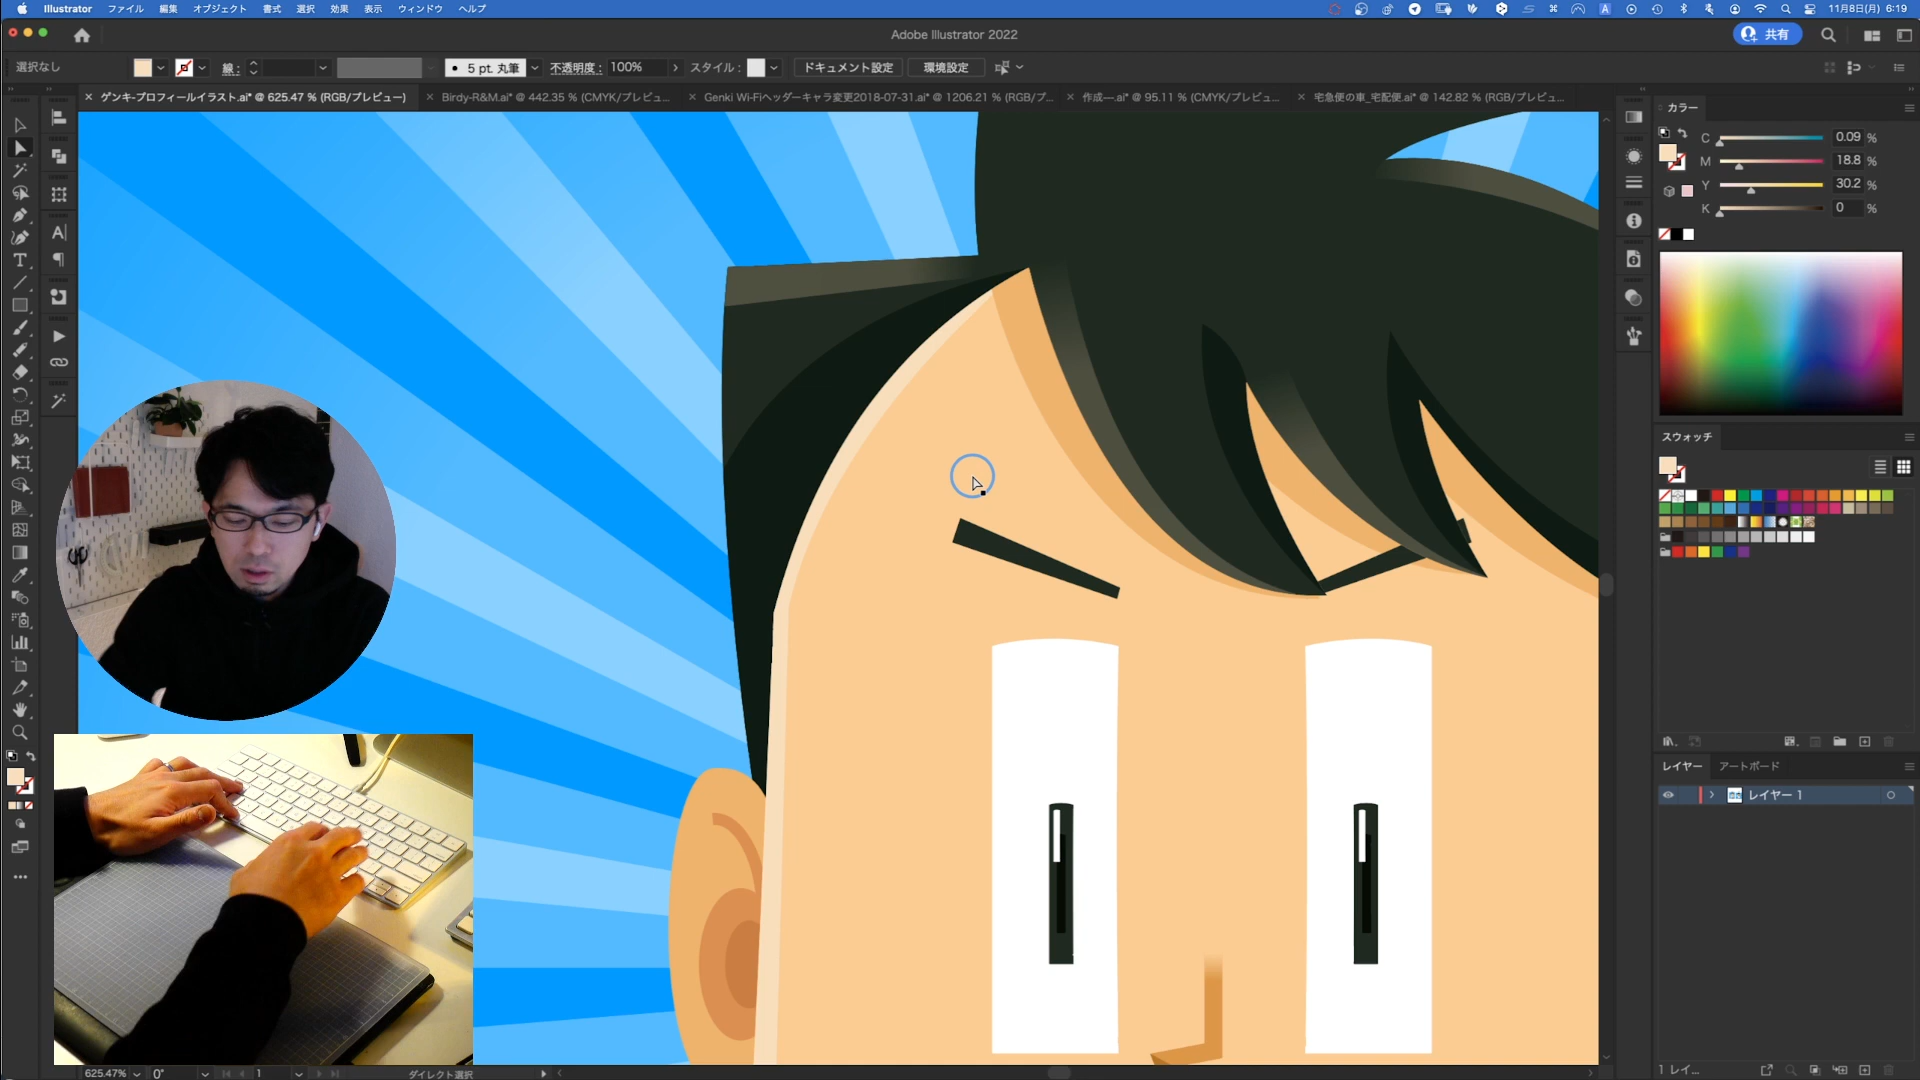 Illustrator ファイル 編集 オブジェクト 書式 選択 効果 表示 ウィンドウ ヘルプ
A 11月8日(月) 6:19
Adobe Illustrator 2022
共有
選択なし
線: 5 pt. 丸筆 不透明度: 100% スタイル: ドキュメント設定 環境設定
× ゲンキ-プロフィールイラスト.ai* @ 625.47 % (RGB/プレビュー) × Birdy-R&M.ai* @ 442.35 % (CMYK/プレビュ... × Genki Wi-Fiヘッダーキャラ変更2018-07-31.ai* @ 1206.21 % (RGB/プ... × 作成—.ai* @ 95.11 % (CMYK/プレビュ... × 宅急便の車_宅配便.ai* @ 142.82 % (RGB/プレビュ...
カラー
C 0.09 %
M 18.8 %
Y 30.2 %
K 0 %
スウォッチ
レイヤー アートボード
レイヤー 1
1 レイ...
625.47% 0° 1 ダイレクト選択